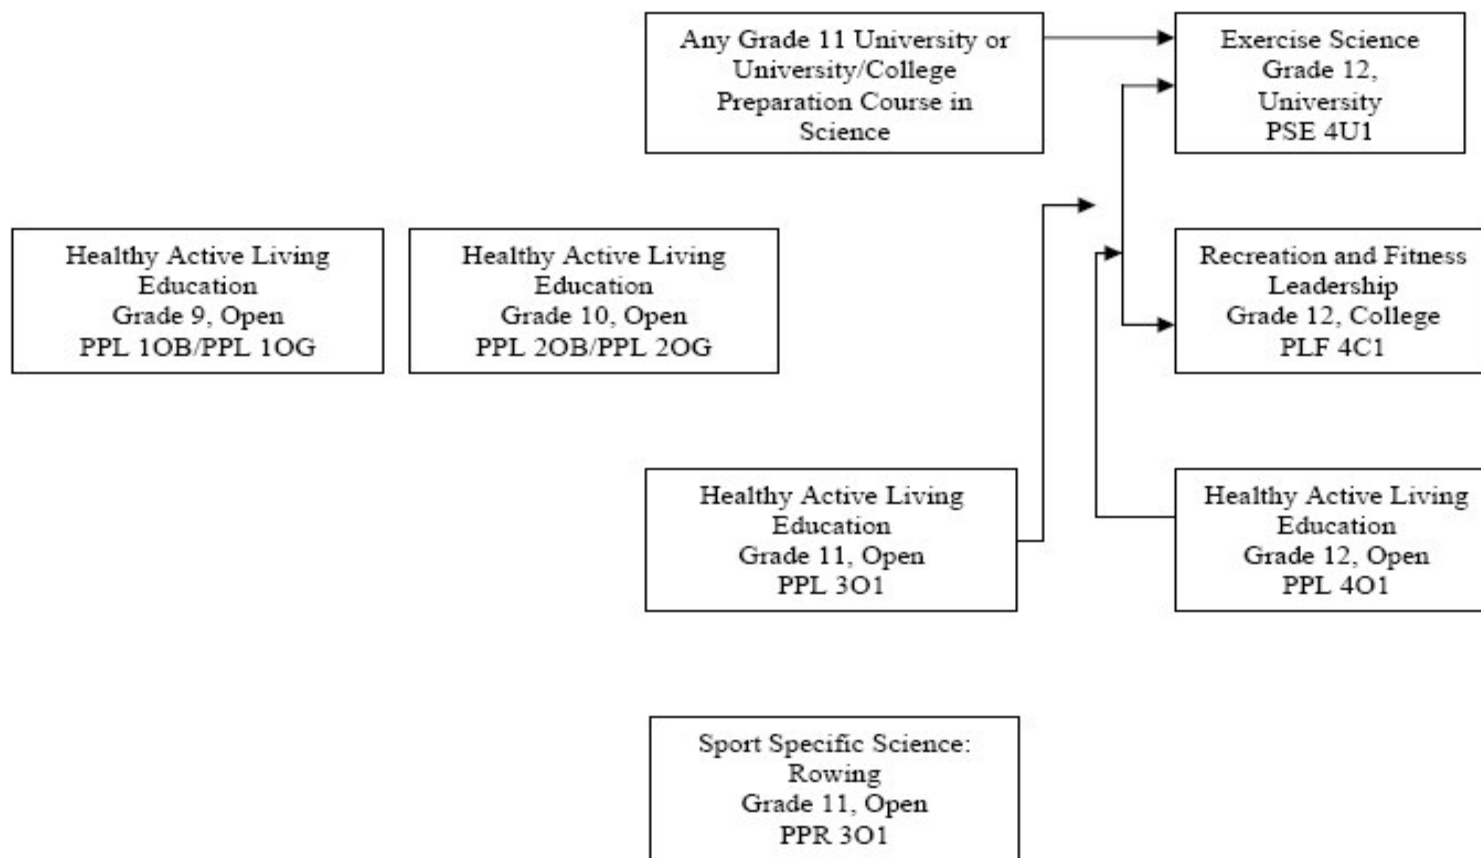 Any Grade 11 University or
University/College
Preparation Course in
Science
Exercise Science
Grade 12,
University
PSE 4U1
Healthy Active Living
Education
Grade 9, Open
PPL 1OB/PPL 1OG
Healthy Active Living
Education
Grade 10, Open
PPL 2OB/PPL 2OG
Recreation and Fitness
Leadership
Grade 12, College
PLF 4C1
Healthy Active Living
Education
Grade 11, Open
PPL 3O1
Healthy Active Living
Education
Grade 12, Open
PPL 4O1
Sport Specific Science:
Rowing
Grade 11, Open
PPR 3O1